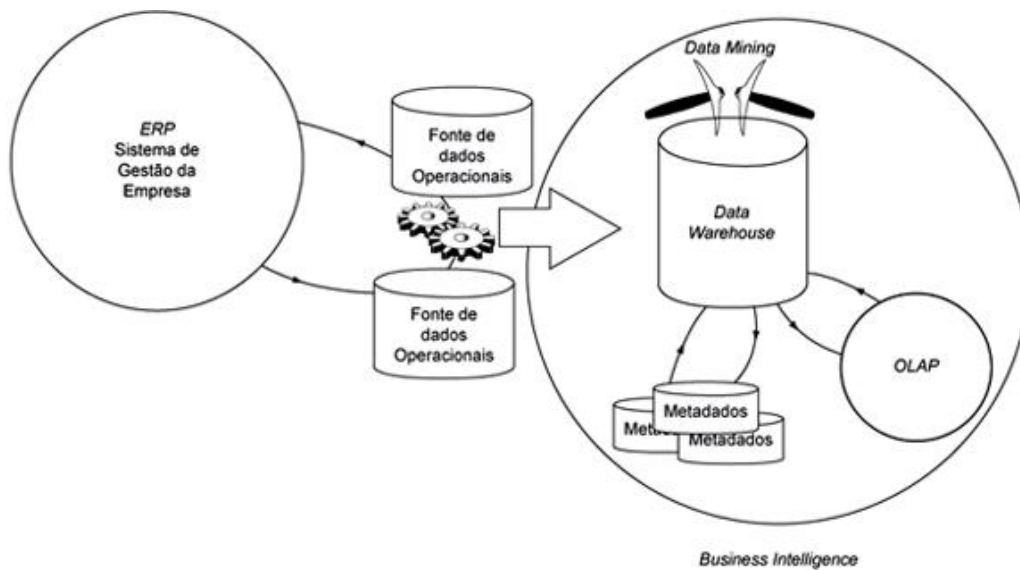 Data Mining
ERP
Sistema de
Gestão da
Empresa
Fonte de
dados
Operacionais
Data
Warehouse
Fonte de
dados
Operacionais
OLAP
Metadados
Metadados
Business Intelligence